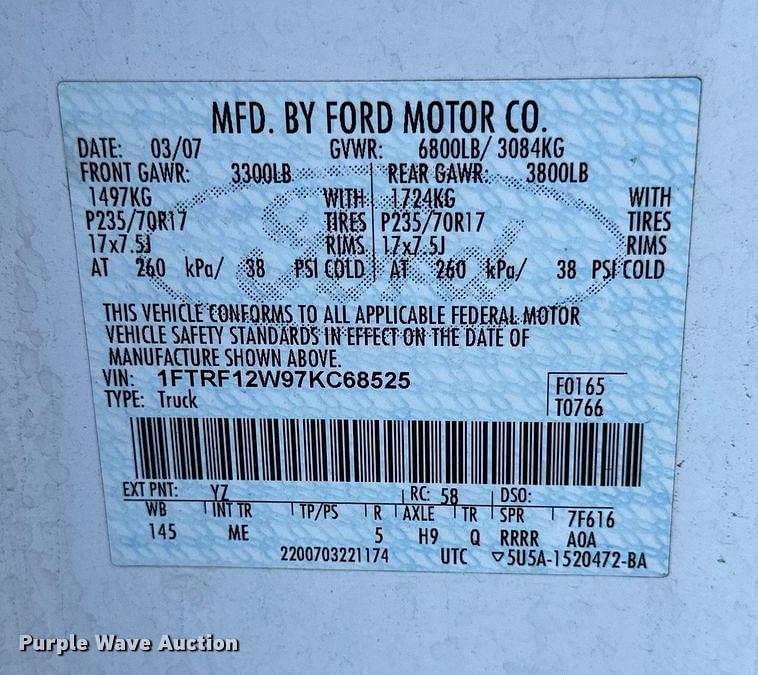 MFD. BY FORD MOTOR CO.
DATE: 03/07 GVWR: 6800LB/ 3084KG
FRONT GAWR: 3300LB REAR GAWR: 3800LB
1497KG WITH 1724KG WITH
P235/70R17 TIRES P235/70R17 TIRES
17x7.5J RIMS 17x7.5J RIMS
AT 260 kPa/ 38 PSI COLD AT 260 kPa/ 38 PSI COLD
Ford
THIS VEHICLE CONFORMS TO ALL APPLICABLE FEDERAL MOTOR
VEHICLE SAFETY STANDARDS IN EFFECT ON THE DATE OF
MANUFACTURE SHOWN ABOVE.
VIN: 1FTRF12W97KC68525 F0165
TYPE: Truck T0766
EXT PNT: YZ RC: 58 DSO:
WB INT TR TP/PS R AXLE TR SPR 7F616
145 ME 5 H9 Q RRRR AOA
2200703221174 UTC ▽5U5A-1520472-BA
Purple Wave Auction